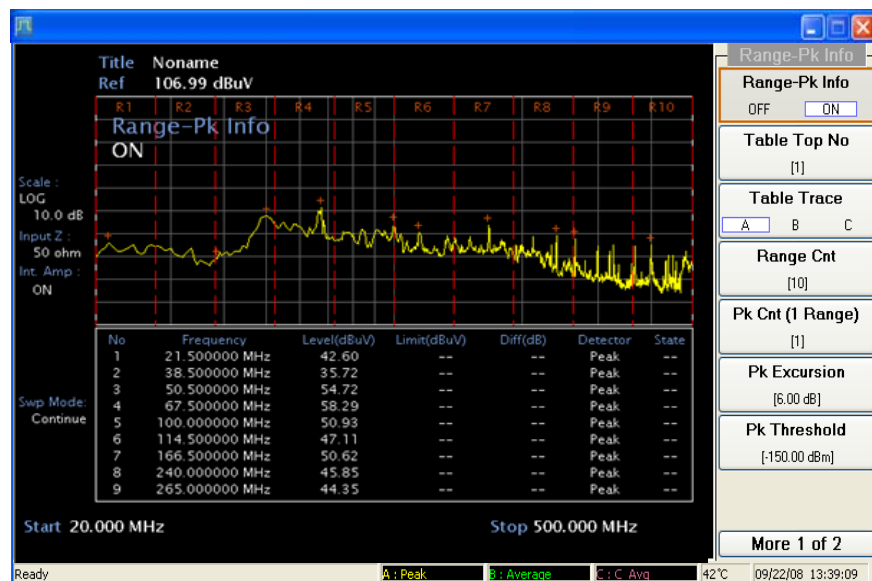 Title Noname
Ref 106.99 dBuV
R1 R2 R3 R4 R5 R6 R7 R8 R9 R10
Range-Pk Info
ON
Scale :
LOG
10.0 dB
Input Z :
50 ohm
Int. Amp :
ON
Swp Mode:
Continue
No Frequency Level(dBuV) Limit(dBuV) Diff(dB) Detector State
1 21.500000 MHz 42.60 -- -- Peak --
2 38.500000 MHz 35.72 -- -- Peak --
3 50.500000 MHz 54.72 -- -- Peak --
4 67.500000 MHz 58.29 -- -- Peak --
5 100.000000 MHz 50.93 -- -- Peak --
6 114.500000 MHz 47.11 -- -- Peak --
7 166.500000 MHz 50.62 -- -- Peak --
8 240.000000 MHz 45.85 -- -- Peak --
9 265.000000 MHz 44.35 -- -- Peak --
Start 20.000 MHz Stop 500.000 MHz
Range-Pk Info
Range-Pk Info
OFF ON
Table Top No
[1]
Table Trace
A B C
Range Cnt
[10]
Pk Cnt (1 Range)
[1]
Pk Excursion
[6.00 dB]
Pk Threshold
[-150.00 dBm]
More 1 of 2
Ready A : Peak B : Average C : C_Avg 42°C 09/22/08 13:39:09